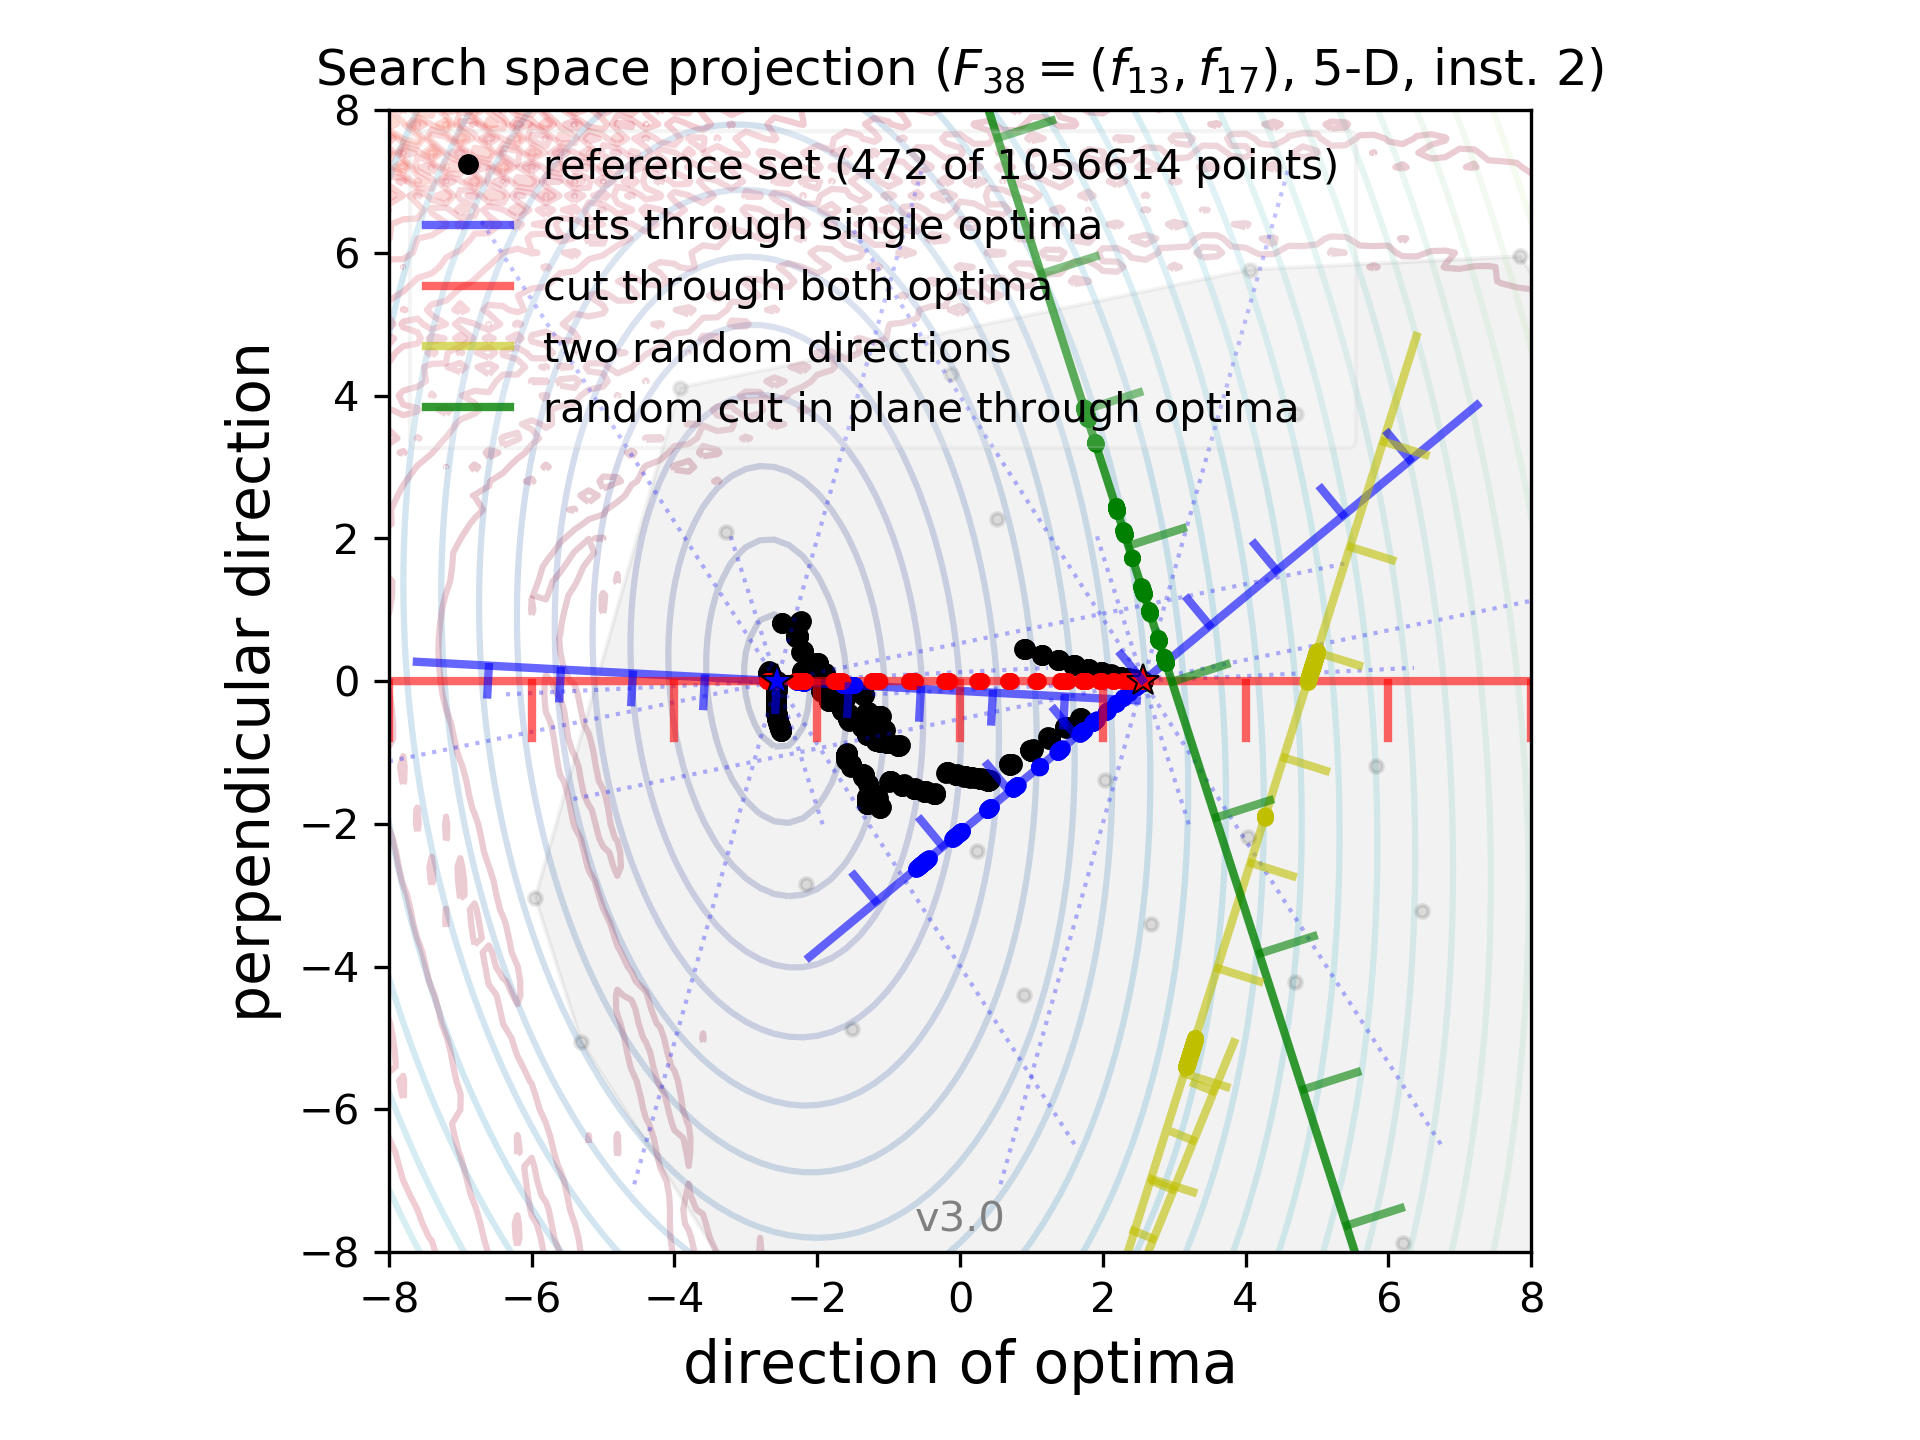 Search space projection (F38 = (f13, f17), 5-D, inst. 2)
reference set (472 of 1056614 points)
cuts through single optima
cut through both optima
two random directions
random cut in plane through optima
perpendicular direction
8
6
4
2
0
−2
−4
−6
−8
v3.0
−8 −6 −4 −2 0 2 4 6 8
direction of optima